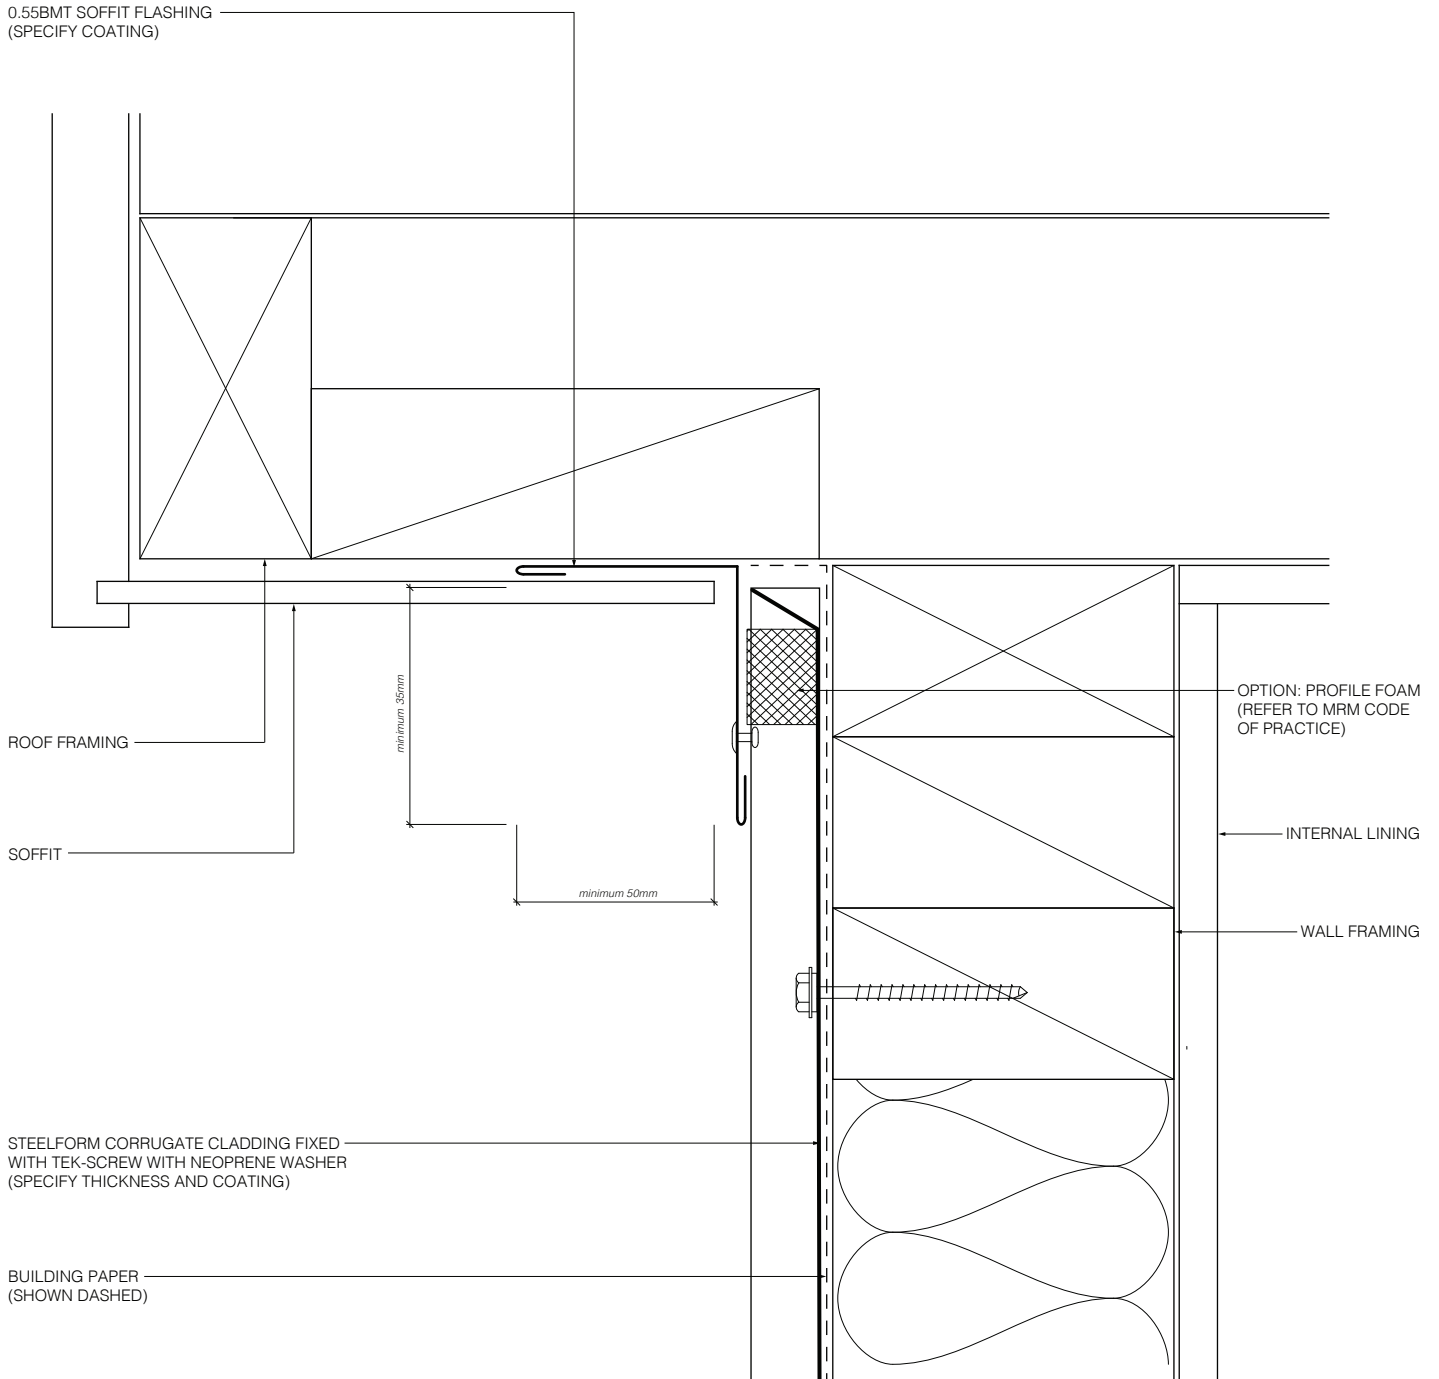 0.55BMT SOFFIT FLASHING
(SPECIFY COATING)
minimum 35mm
OPTION: PROFILE FOAM
(REFER TO MRM CODE
OF PRACTICE)
ROOF FRAMING
INTERNAL LINING
SOFFIT
minimum 50mm
WALL FRAMING
STEELFORM CORRUGATE CLADDING FIXED
WITH TEK-SCREW WITH NEOPRENE WASHER
(SPECIFY THICKNESS AND COATING)
BUILDING PAPER
(SHOWN DASHED)